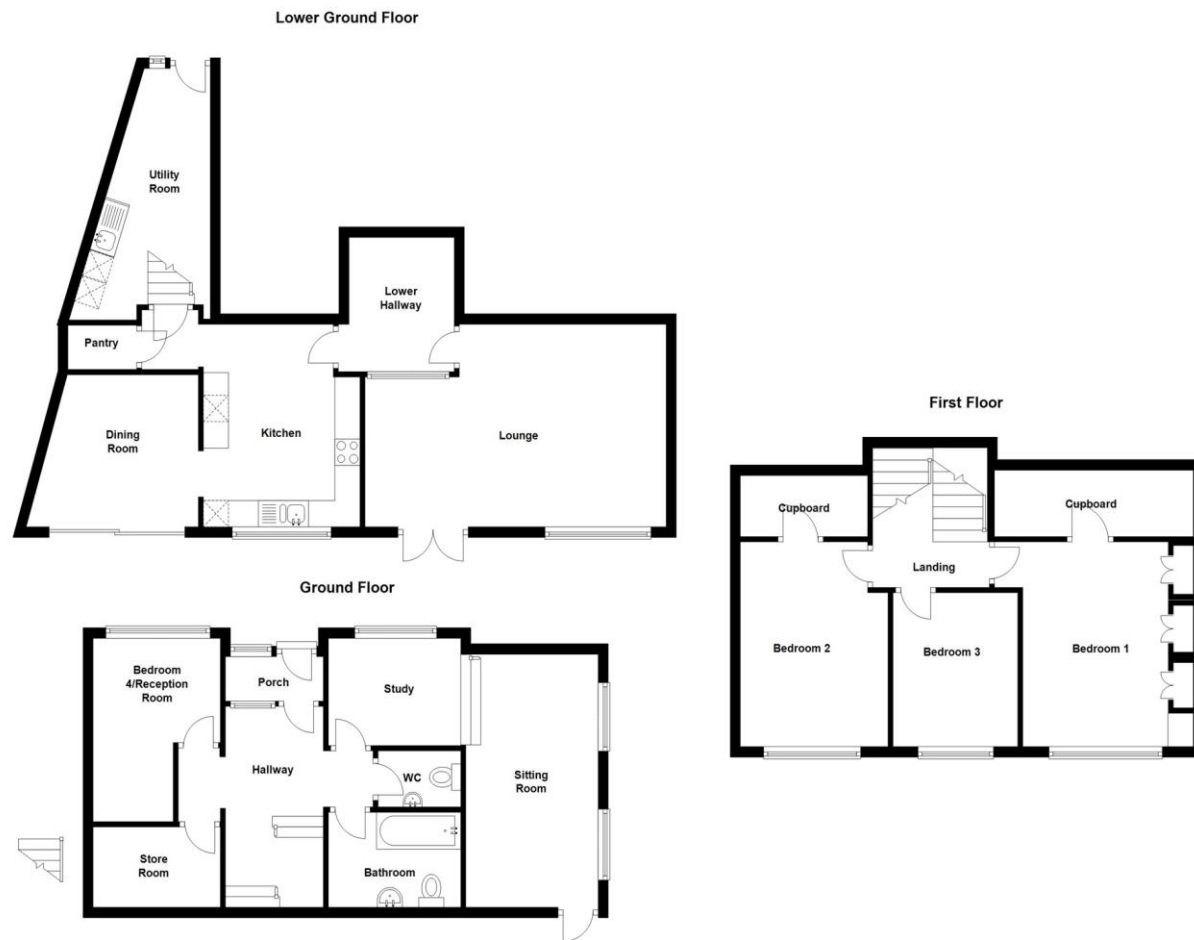 Lower Ground Floor
Utility
Room
Lower
Hallway
Pantry
Dining
Room
Kitchen
Lounge
Ground Floor
Bedroom
4/Reception
Room
Porch
Study
Hallway
WC
Sitting
Room
Store
Room
Bathroom
First Floor
Cupboard
Cupboard
Landing
Bedroom 2
Bedroom 3
Bedroom 1